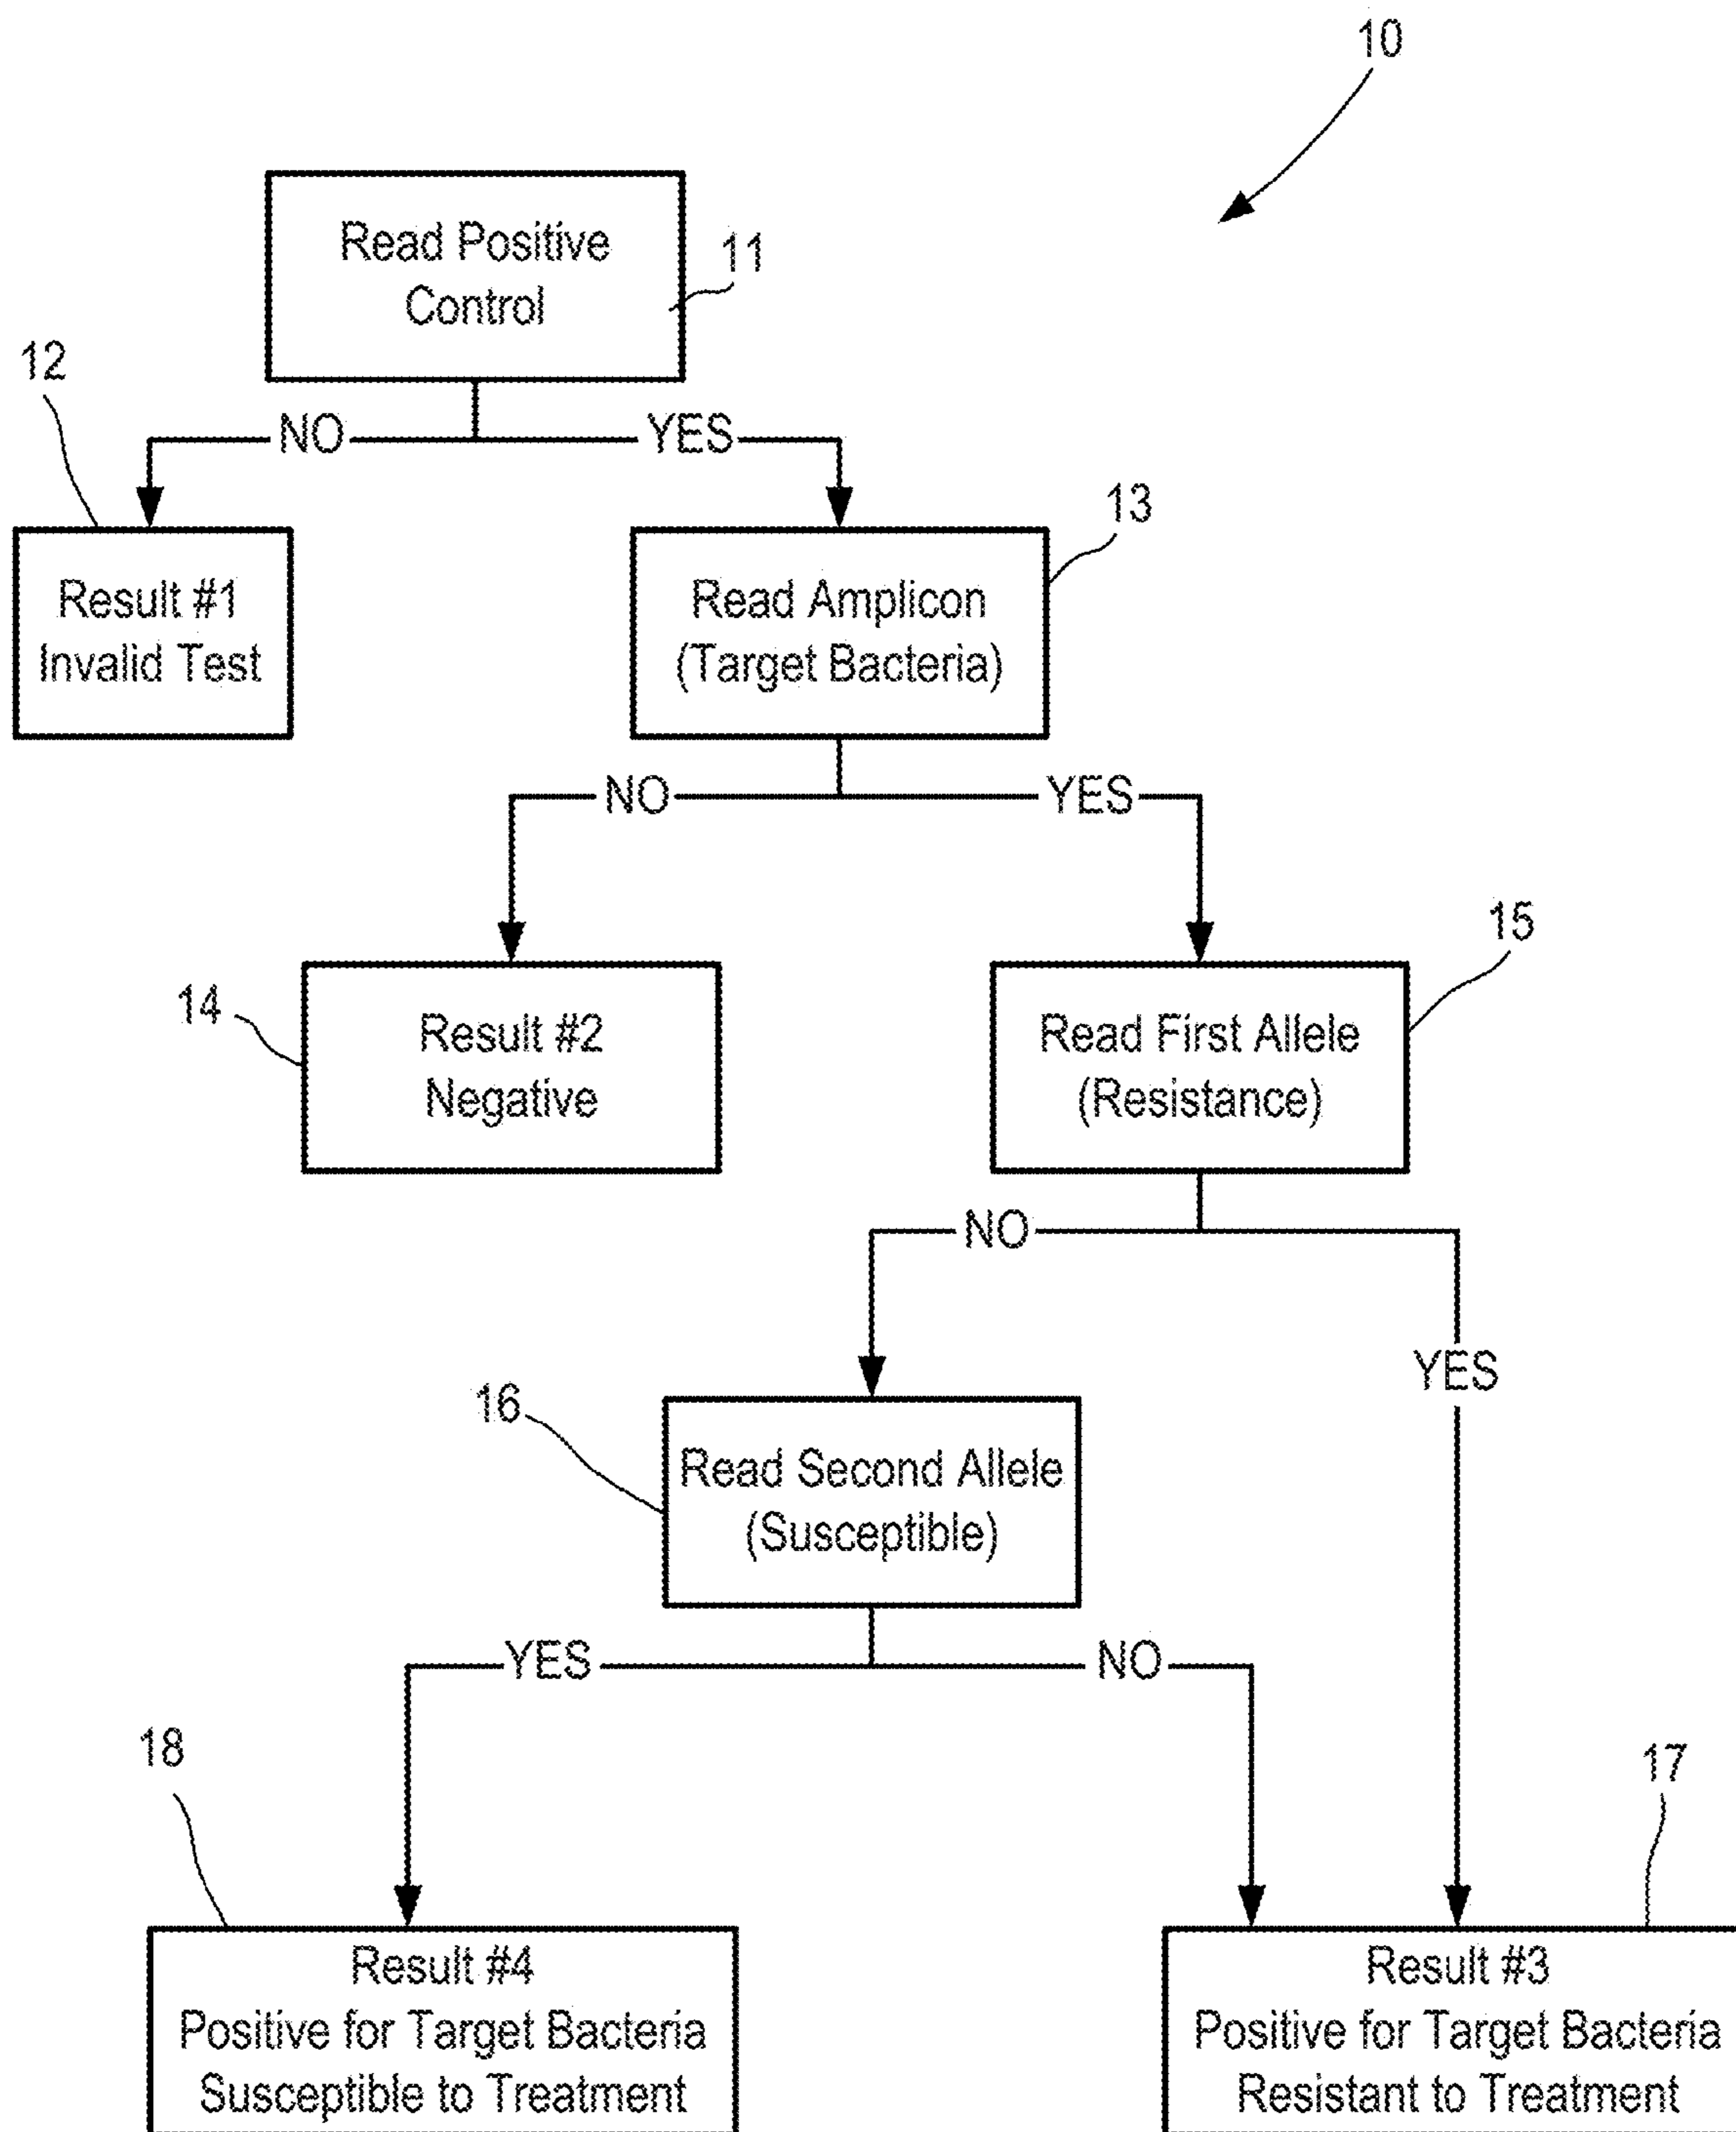 10
Read Positive
Control
11
12
NO
YES
13
Result #1
Invalid Test
Read Amplicon
(Target Bacteria)
NO
YES
15
14
Result #2
Negative
Read First Allele
(Resistance)
NO
YES
16
Read Second Allele
(Susceptible)
YES
NO
18
17
Result #4
Positive for Target Bacteria
Susceptible to Treatment
Result #3
Positive for Target Bacteria
Resistant to Treatment